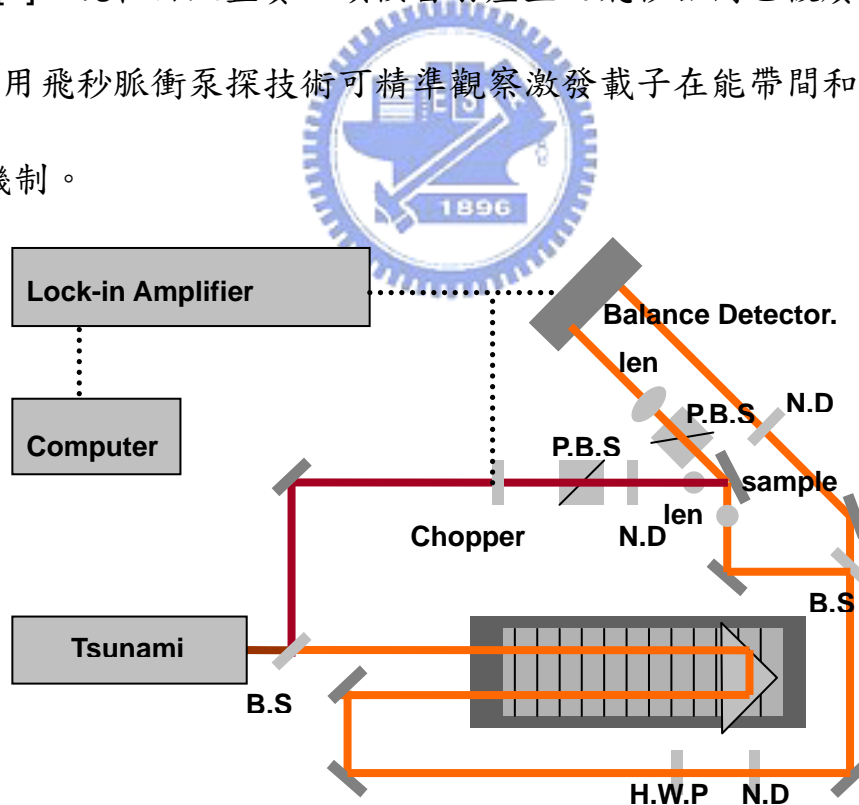 用飛秒脈衝泵探技術可精準觀察激發載子在能帶間和
機制。
1896
Lock-in Amplifier
Balance Detector.
len
P.B.S
N.D
Computer
P.B.S
sample
len
Chopper
N.D
B.S
Tsunami
B.S
H.W.P
N.D